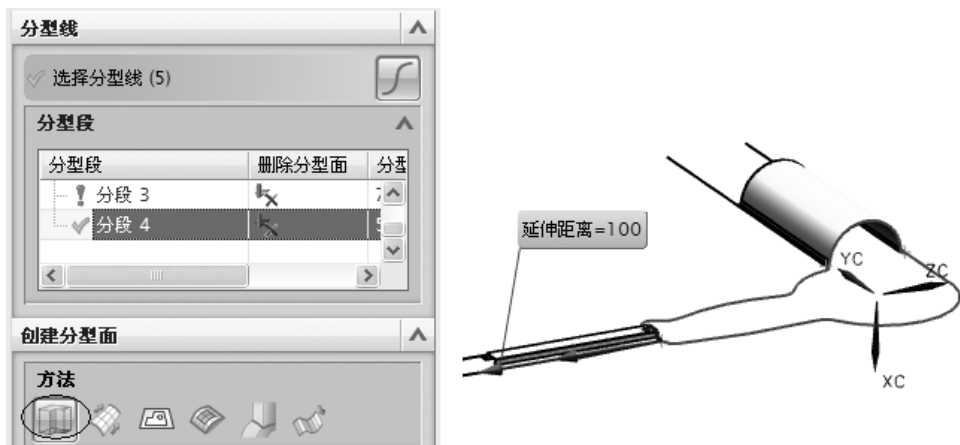 分型线
选择分型线 (5)
分型段
分型段 删除分型面 分型
分段 3 7
分段 4 5
创建分型面
方法
延伸距离=100
YC
ZC
XC